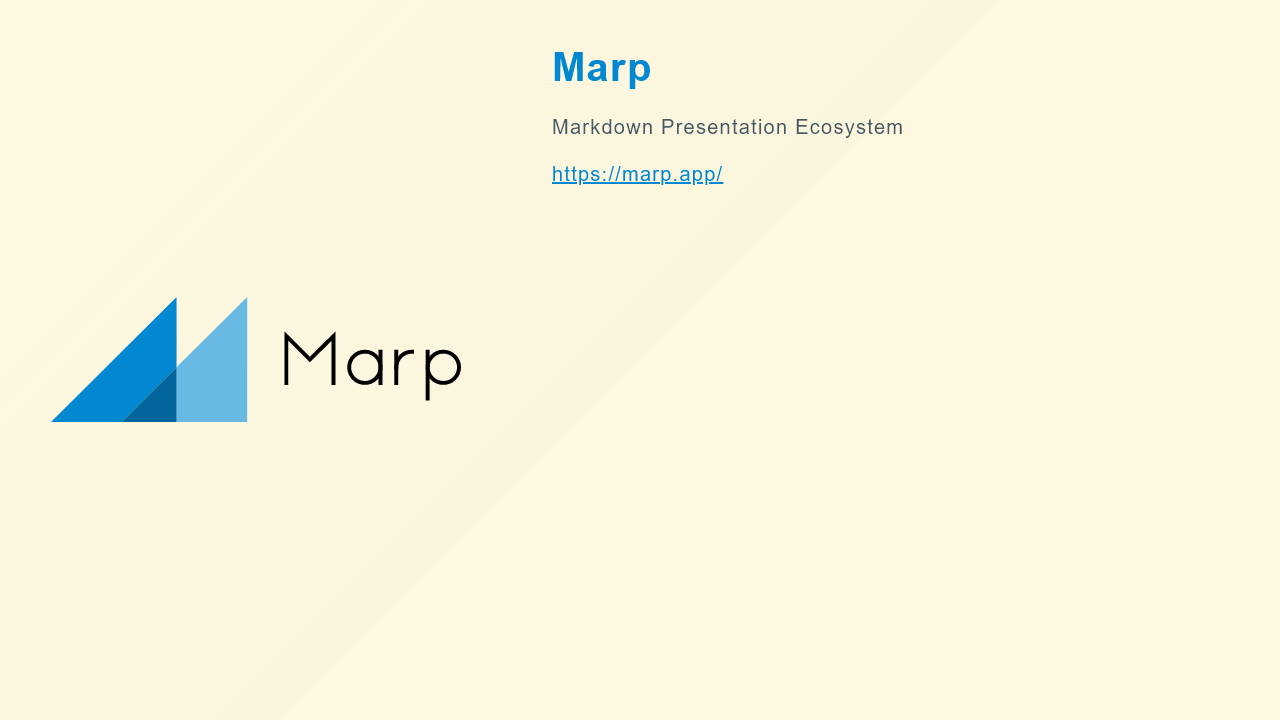 Marp
Markdown Presentation Ecosystem
https://marp.app/
Marp